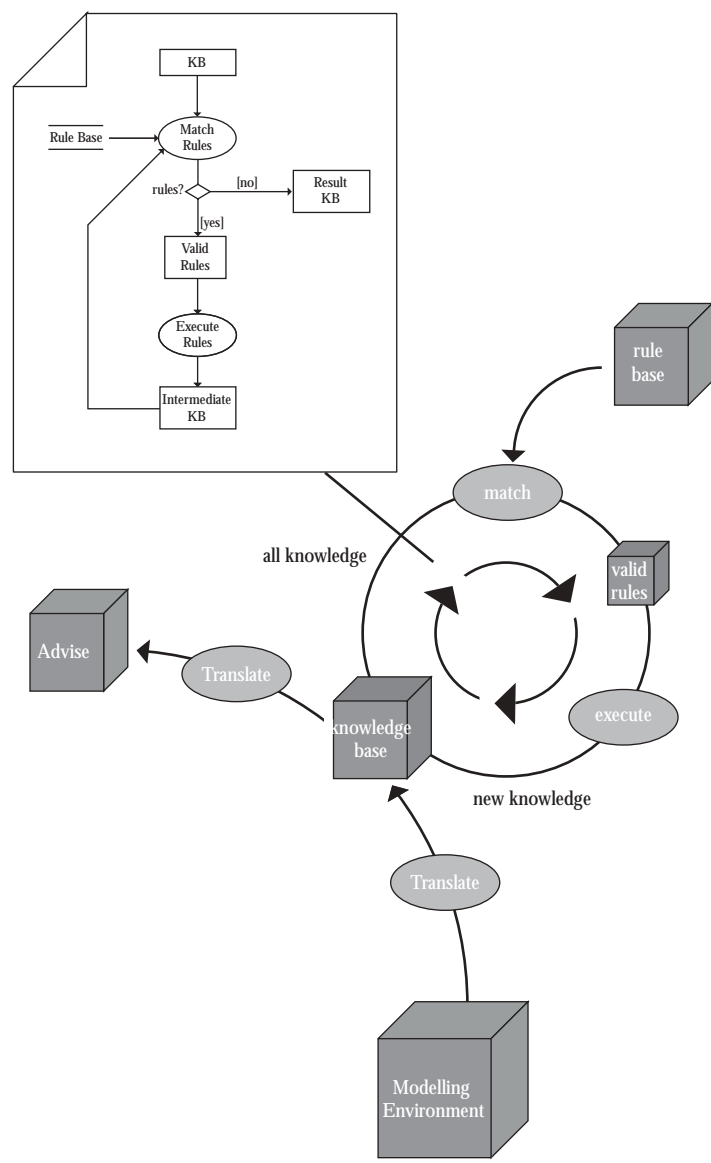 KB
Rule Base
Match
Rules
rules?
[no]
Result
KB
[yes]
Valid
Rules
Execute
Rules
Intermediate
KB
rule
base
match
all knowledge
valid
rules
Advise
Translate
knowledge
base
execute
new knowledge
Translate
Modelling
Environment